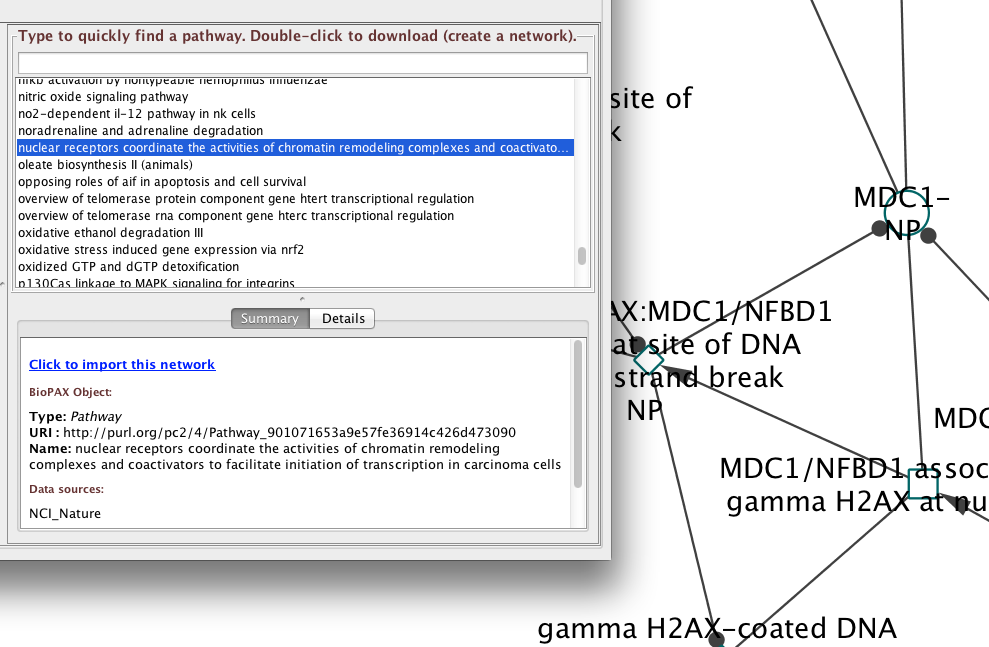 Type to quickly find a pathway. Double-click to download (create a network).
nfkb activation by nontypeable hemophilus influenzae
nitric oxide signaling pathway
no2-dependent il-12 pathway in nk cells
noradrenaline and adrenaline degradation
nuclear receptors coordinate the activities of chromatin remodeling complexes and coactivato...
oleate biosynthesis II (animals)
opposing roles of aif in apoptosis and cell survival
overview of telomerase protein component gene htert transcriptional regulation
overview of telomerase rna component gene hterc transcriptional regulation
oxidative ethanol degradation III
oxidative stress induced gene expression via nrf2
oxidized GTP and dGTP detoxification
p130Cas linkage to MAPK signaling for integrins
Summary Details
Click to import this network
BioPAX Object:
Type: Pathway
URI : http://purl.org/pc2/4/Pathway_901071653a9e57fe36914c426d473090
Name: nuclear receptors coordinate the activities of chromatin remodeling
complexes and coactivators to facilitate initiation of transcription in carcinoma cells
Data sources:
NCI_Nature
site of
k
MDC1-
NP
AX:MDC1/NFBD1
at site of DNA
strand break
NP
MDC
MDC1/NFBD1 assoc
gamma H2AX at nu
gamma H2AX-coated DNA